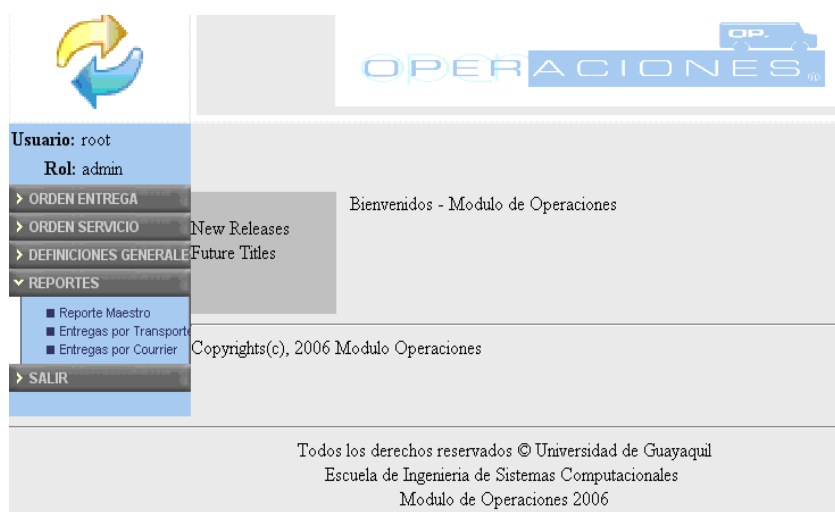 OP.
OPERACIONES
Usuario: root
Rol: admin
ORDEN ENTREGA
ORDEN SERVICIO
DEFINICIONES GENERALE
REPORTES
Reporte Maestro
Entregas por Transporte
Entregas por Courrier
SALIR
New Releases
Future Titles
Bienvenidos - Modulo de Operaciones
Copyrights(c), 2006 Modulo Operaciones
Todos los derechos reservados © Universidad de Guayaquil
Escuela de Ingenieria de Sistemas Computacionales
Modulo de Operaciones 2006